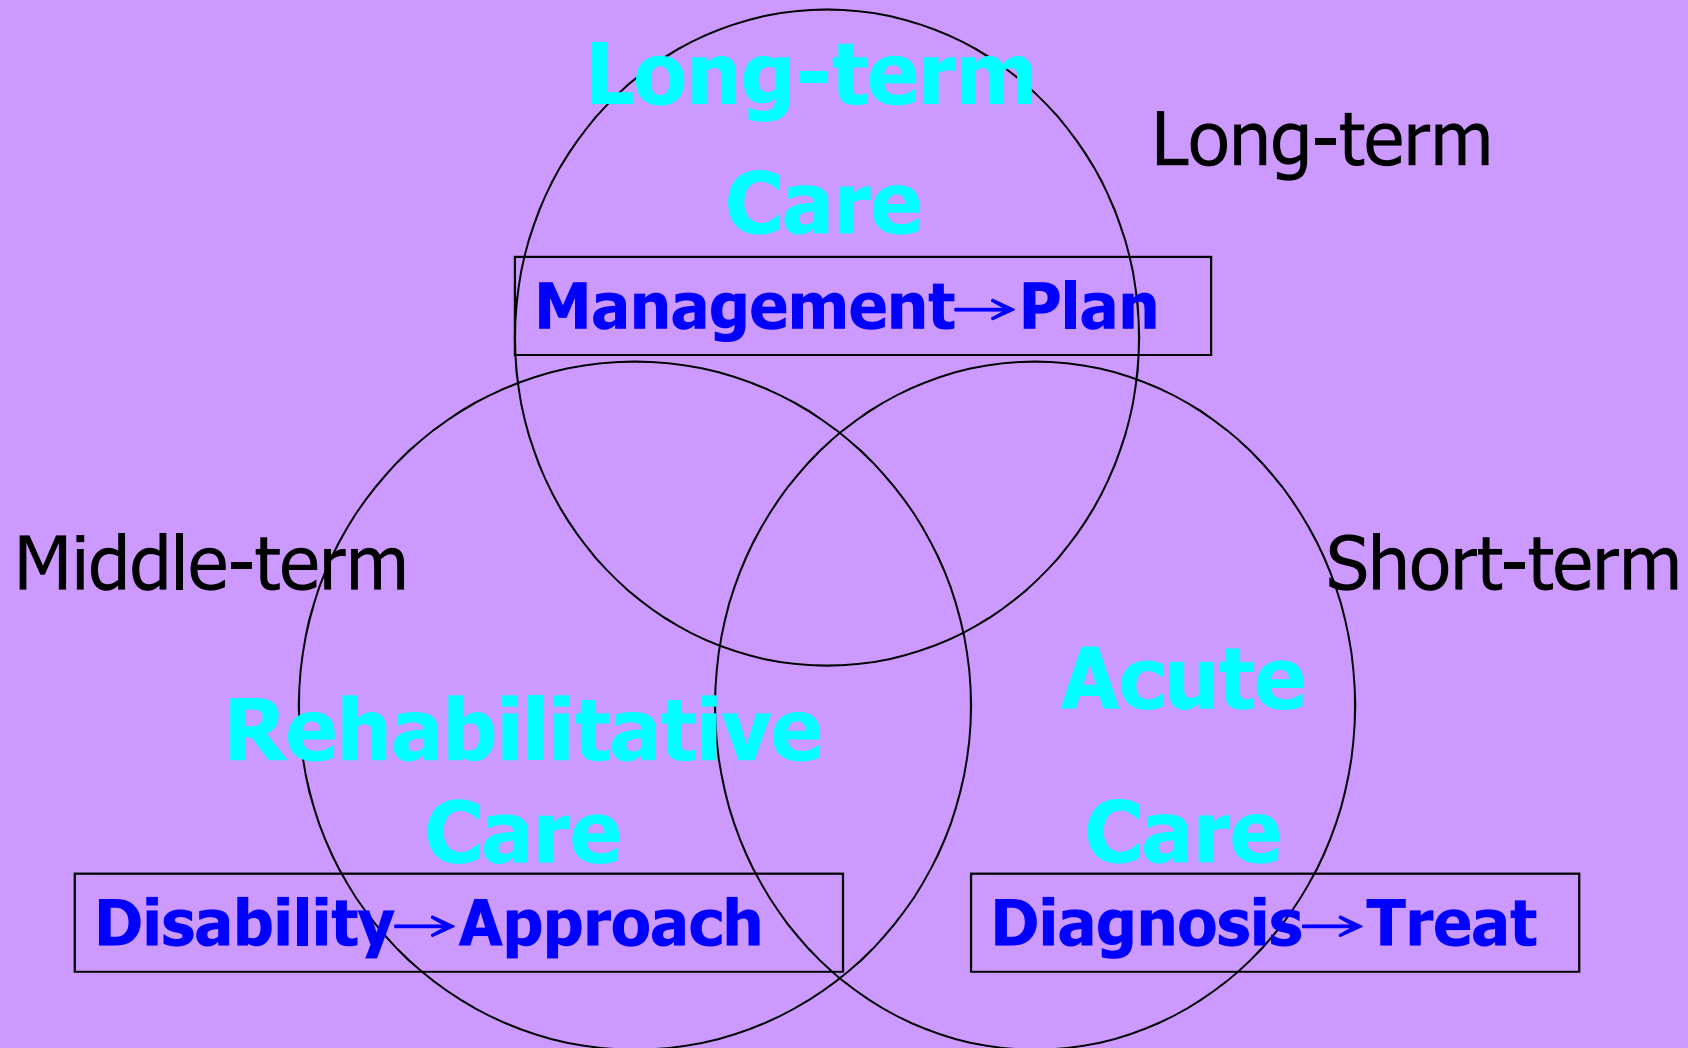 Long-term
Care
Long-term
Management→Plan
Middle-term
Short-term
Rehabilitative
Care
Acute
Care
Disability→Approach
Diagnosis→Treat